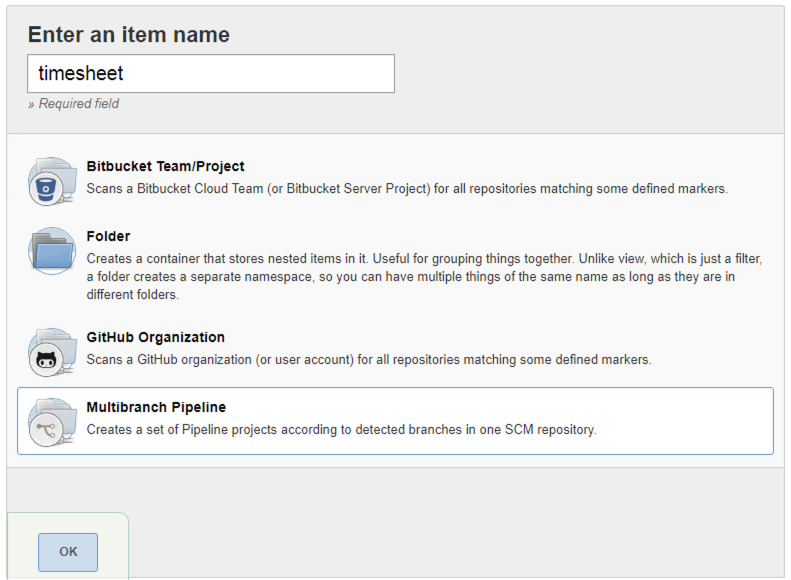 Enter an item name
timesheet
» Required field
Bitbucket Team/Project
Scans a Bitbucket Cloud Team (or Bitbucket Server Project) for all repositories matching some defined markers.
Folder
Creates a container that stores nested items in it. Useful for grouping things together. Unlike view, which is just a filter,
a folder creates a separate namespace, so you can have multiple things of the same name as long as they are in
different folders.
GitHub Organization
Scans a GitHub organization (or user account) for all repositories matching some defined markers.
Multibranch Pipeline
Creates a set of Pipeline projects according to detected branches in one SCM repository.
OK